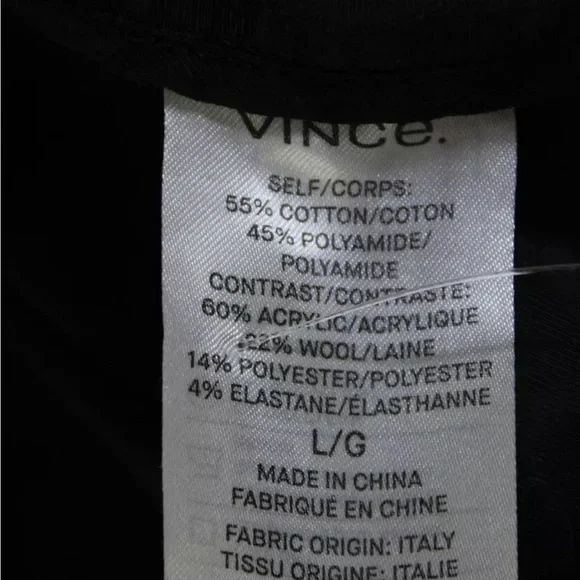 VINCe.
SELF/CORPS:
55% COTTON/COTON
45% POLYAMIDE/
POLYAMIDE
CONTRAST/CONTRASTE:
60% ACRYLIC/ACRYLIQUE
22% WOOL/LAINE
14% POLYESTER/POLYESTER
4% ELASTANE/ÉLASTHANNE
L/G
MADE IN CHINA
FABRIQUÉ EN CHINE
FABRIC ORIGIN: ITALY
TISSU ORIGINE: ITALIE